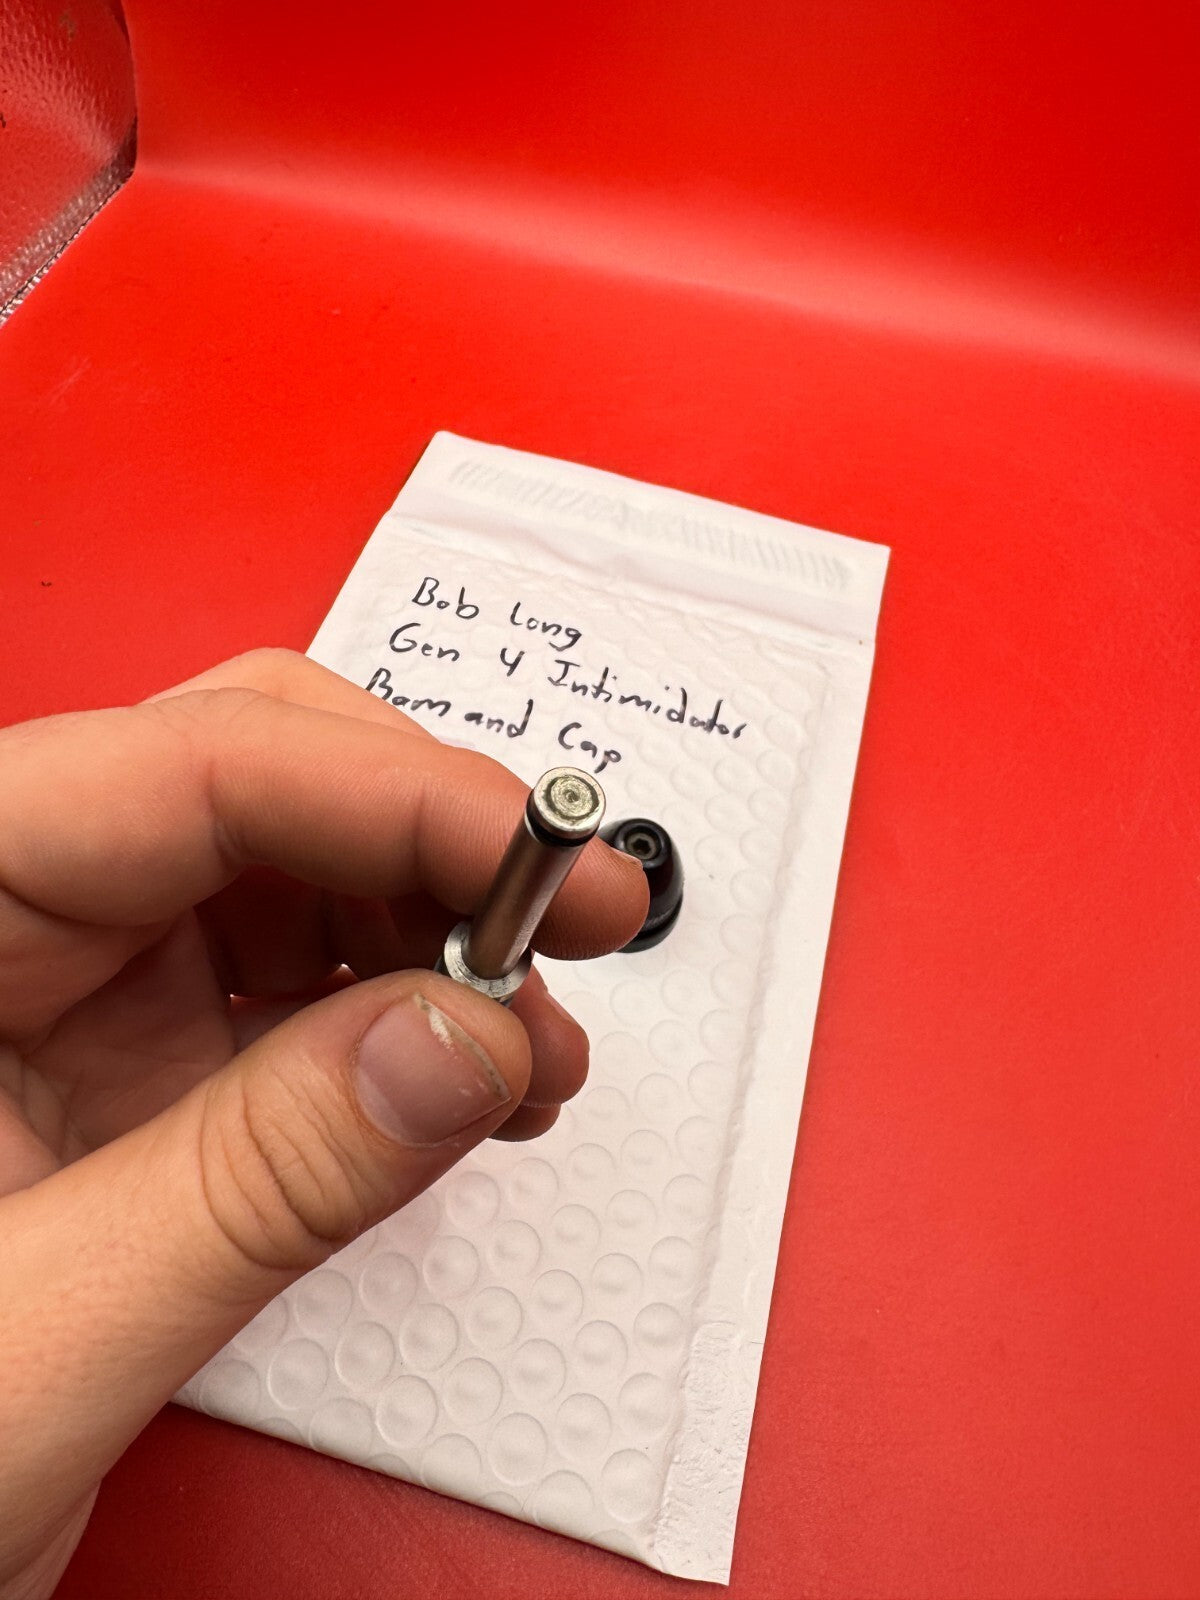 Bob Long
Gen 4 Intimidator
Ram and Cap